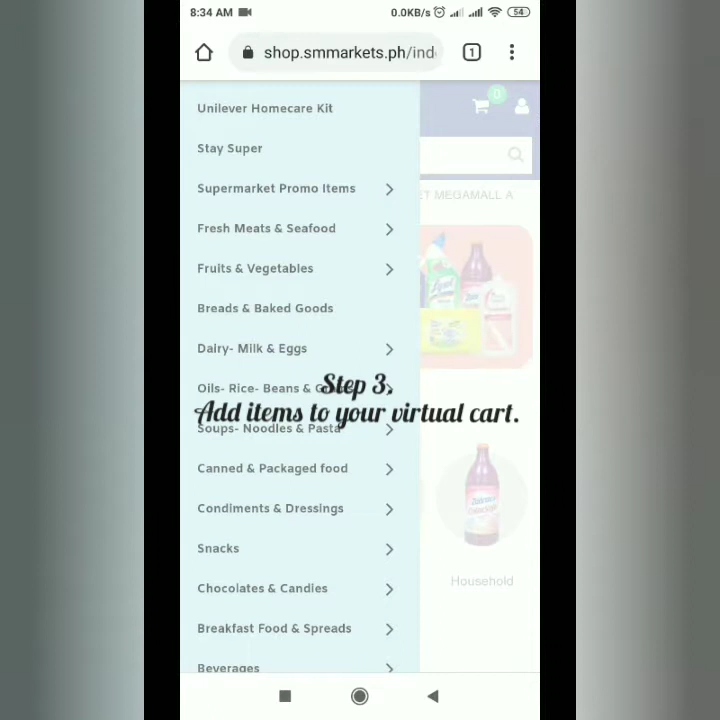 8:34 AM
0.0KB/s
54
shop.smmarkets.ph/ind
1
0
Unilever Homecare Kit
Stay Super
Supermarket Promo Items
ET MEGAMALL A
Fresh Meats & Seafood
Fruits & Vegetables
Breads & Baked Goods
Dairy- Milk & Eggs
Oils- Rice- Beans &
Step 3.
Add items to your virtual cart.
Soups- Noodles & Pasta
Canned & Packaged food
Condiments & Dressings
Snacks
Household
Chocolates & Candies
Breakfast Food & Spreads
Beverages